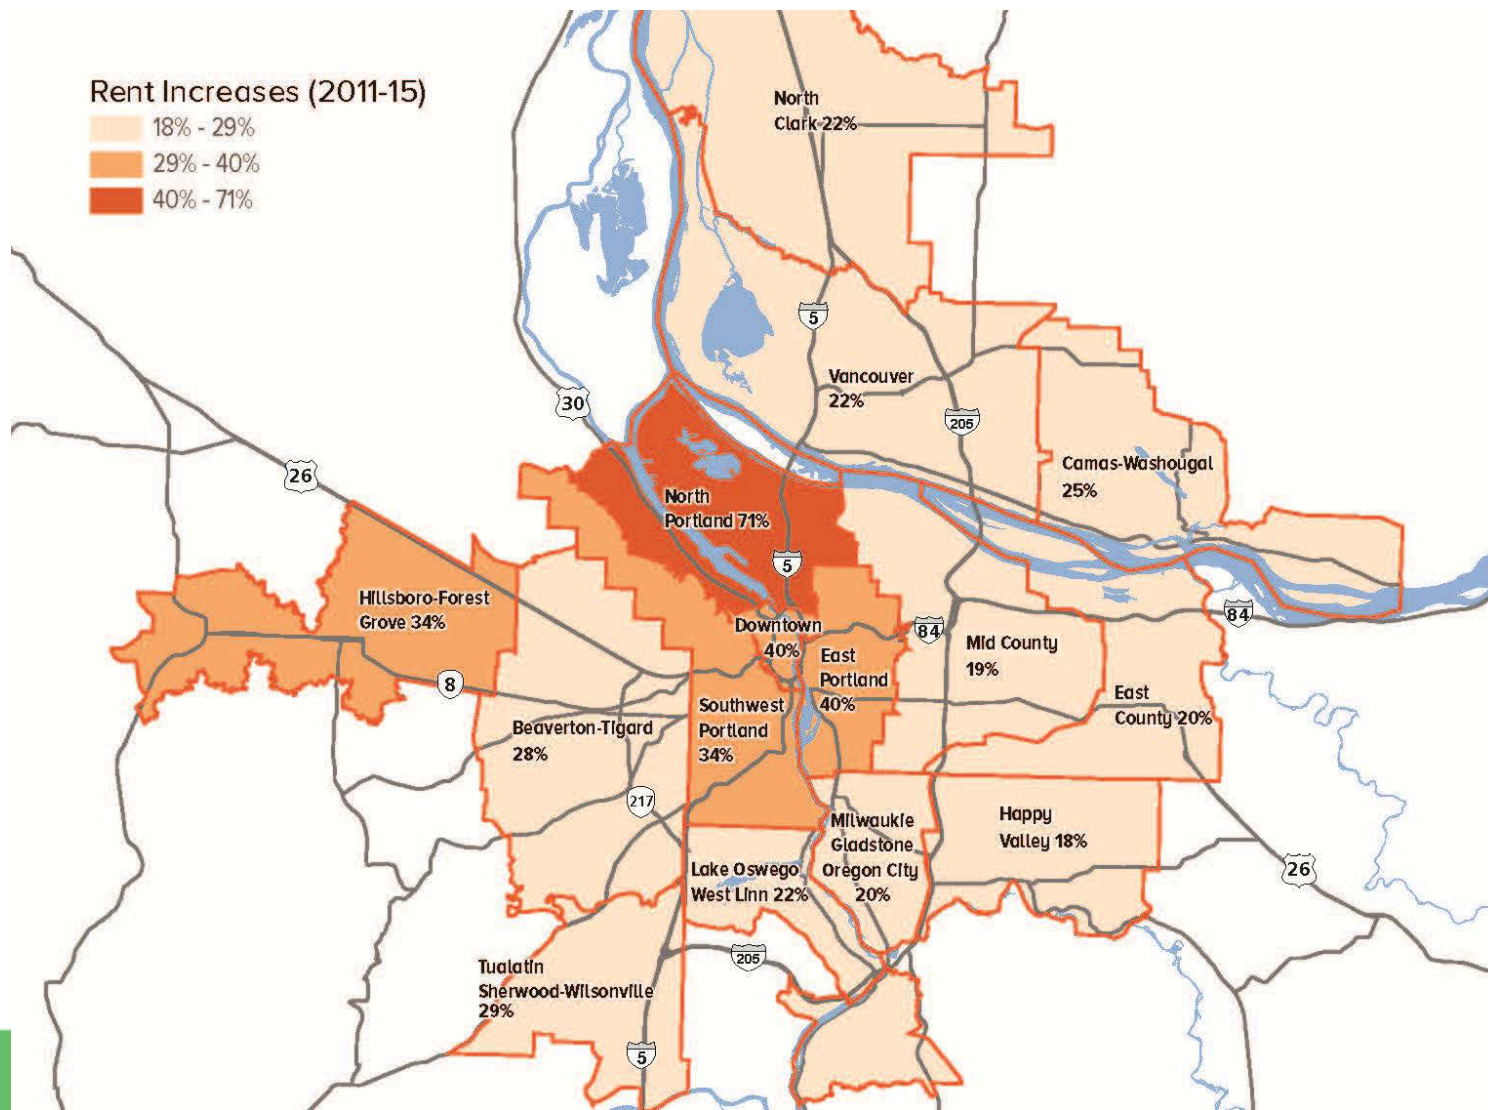 Rent Increases (2011-15)
18% - 29%
29% - 40%
40% - 71%
North
Clark 22%
5
Vancouver
22%
30
205
26
Camas-Washougal
25%
North
Portland 71%
5
Hillsboro-Forest
Grove 34%
84
84
Downtown
40%
Mid County
19%
East
Portland
40%
8
East
County 20%
Southwest
Portland
34%
Beaverton-Tigard
28%
217
Milwaukie
Gladstone
Oregon City
20%
Happy
Valley 18%
Lake Oswego
West Linn 22%
26
205
Tualatin
Sherwood-Wilsonville
29%
5